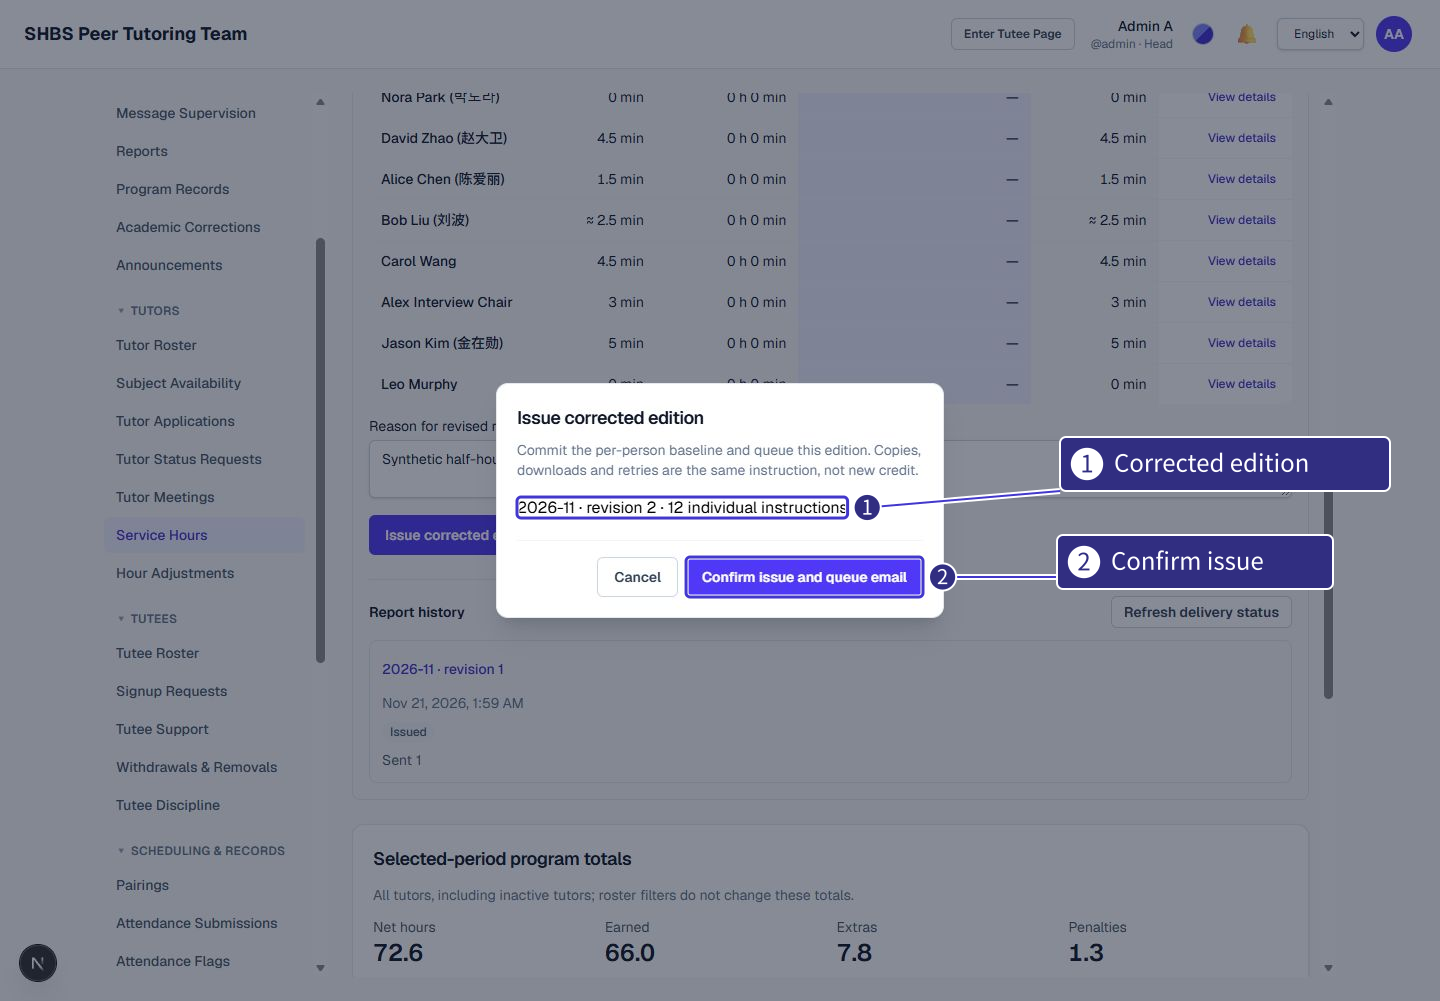 SHBS Peer Tutoring Team
Enter Tutee Page
Admin A
@admin · Head
English
AA
Message Supervision
Reports
Program Records
Academic Corrections
Announcements
TUTORS
Tutor Roster
Subject Availability
Tutor Applications
Tutor Status Requests
Tutor Meetings
Service Hours
Hour Adjustments
TUTEES
Tutee Roster
Signup Requests
Tutee Support
Withdrawals & Removals
Tutee Discipline
SCHEDULING & RECORDS
Pairings
Attendance Submissions
Attendance Flags
N
Nora Park (박노라) 0 min 0 h 0 min — 0 min View details
David Zhao (赵大卫) 4.5 min 0 h 0 min — 4.5 min View details
Alice Chen (陈爱丽) 1.5 min 0 h 0 min — 1.5 min View details
Bob Liu (刘波) ≈ 2.5 min 0 h 0 min — ≈ 2.5 min View details
Carol Wang 4.5 min 0 h 0 min — 4.5 min View details
Alex Interview Chair 3 min 0 h 0 min — 3 min View details
Jason Kim (金在勋) 5 min 0 h 0 min — 5 min View details
Leo Murphy 0 min 0 h 0 min — 0 min View details
Reason for revised
Synthetic half-hou
Issue corrected e
Issue corrected edition
Commit the per-person baseline and queue this edition. Copies,
downloads and retries are the same instruction, not new credit.
2026-11 · revision 2 · 12 individual instructions
1
1 Corrected edition
Cancel
Confirm issue and queue email
2
2 Confirm issue
Report history
Refresh delivery status
2026-11 · revision 1
Nov 21, 2026, 1:59 AM
Issued
Sent 1
Selected-period program totals
All tutors, including inactive tutors; roster filters do not change these totals.
Net hours Earned Extras Penalties
72.6 66.0 7.8 1.3